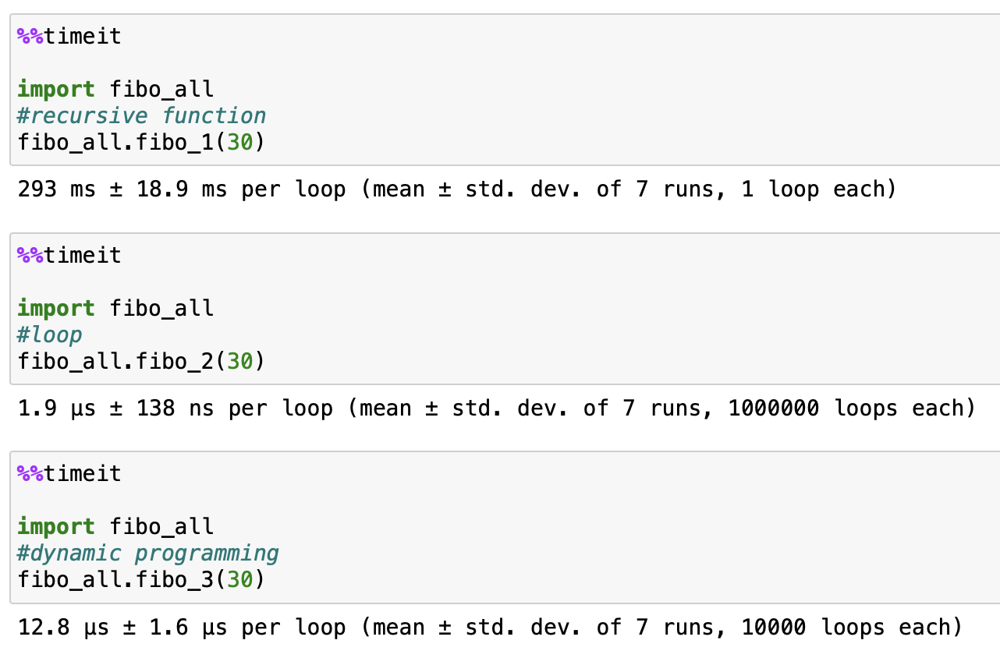 %%timeit
import fibo_all
#recursive function
fibo_all.fibo_1(30)
293 ms ± 18.9 ms per loop (mean ± std. dev. of 7 runs, 1 loop each)
%%timeit
import fibo_all
#loop
fibo_all.fibo_2(30)
1.9 µs ± 138 ns per loop (mean ± std. dev. of 7 runs, 1000000 loops each)
%%timeit
import fibo_all
#dynamic programming
fibo_all.fibo_3(30)
12.8 µs ± 1.6 µs per loop (mean ± std. dev. of 7 runs, 10000 loops each)